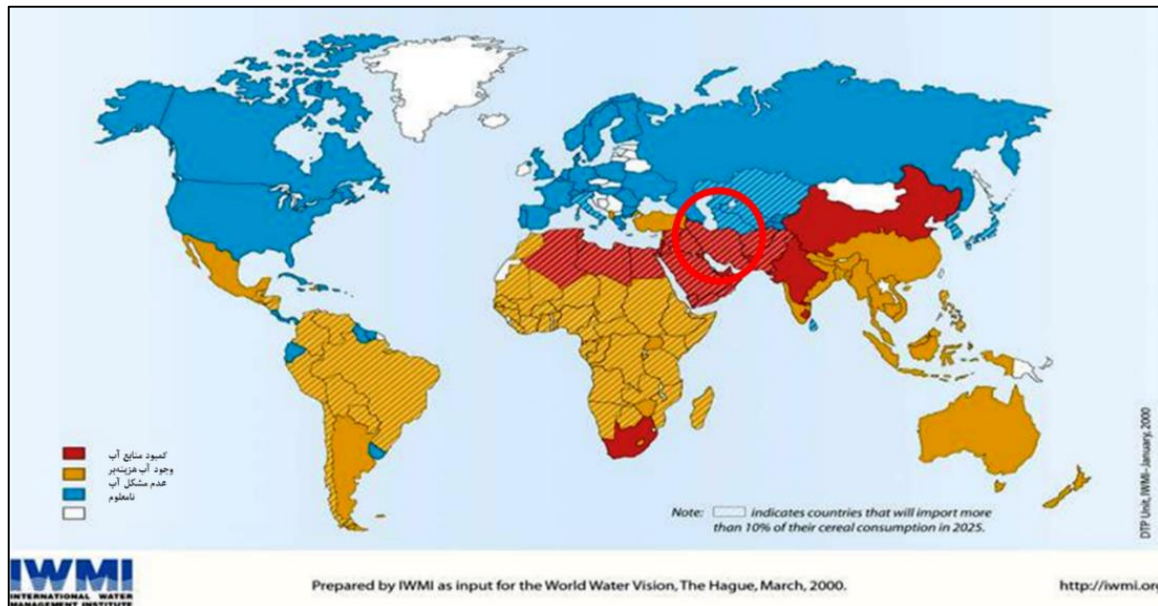 کمبود منابع آب
وجود آب هزینه‌بر
عدم مشکل آب
نامعلوم
Note: indicates countries that will import more
than 10% of their cereal consumption in 2025.
DTP Unit, IWMI- January, 2000
IWMI
INTERNATIONAL WATER
MANAGEMENT INSTITUTE
Prepared by IWMI as input for the World Water Vision, The Hague, March, 2000.
http://iwmi.org